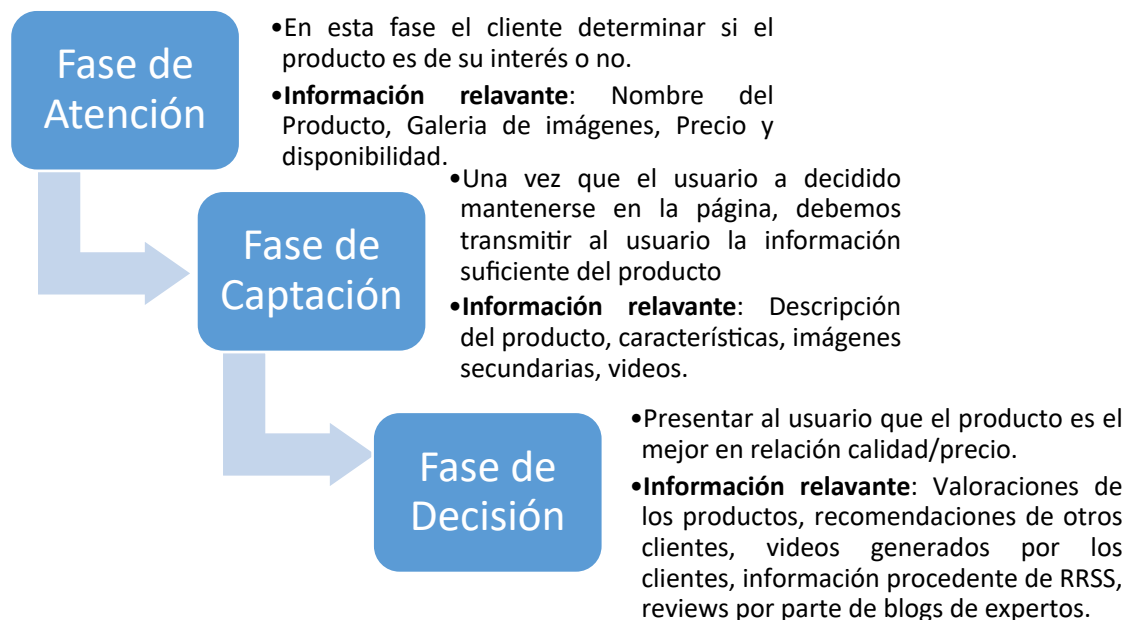 Fase de
Atención
•En esta fase el cliente determinar si el
producto es de su interés o no.
•Información relavante: Nombre del
Producto, Galeria de imágenes, Precio y
disponibilidad.
Fase de
Captación
•Una vez que el usuario a decidido
mantenerse en la página, debemos
transmitir al usuario la información
suficiente del producto
•Información relavante: Descripción
del producto, características, imágenes
secundarias, videos.
Fase de
Decisión
•Presentar al usuario que el producto es el
mejor en relación calidad/precio.
•Información relavante: Valoraciones de
los productos, recomendaciones de otros
clientes, videos generados por los
clientes, información procedente de RRSS,
reviews por parte de blogs de expertos.